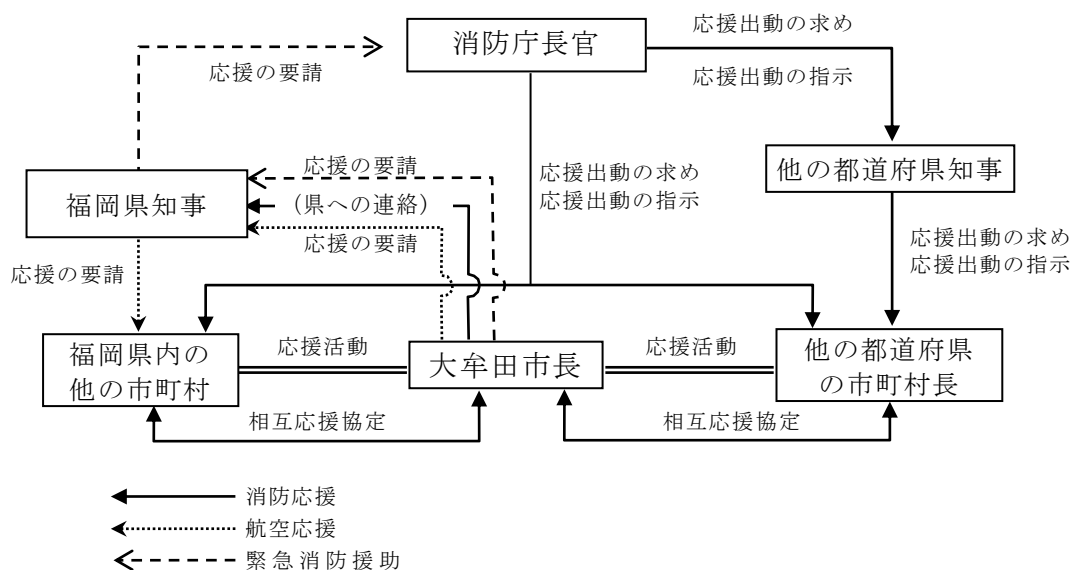 消防庁長官
応援出動の求め
応援出動の指示
応援の要請
応援の要請
他の都道府県知事
応援出動の求め
応援出動の指示
福岡県知事
(県への連絡)
応援の要請
応援出動の求め
応援出動の指示
応援の要請
福岡県内の
他の市町村
応援活動
大牟田市長
応援活動
他の都道府県
の市町村長
相互応援協定
相互応援協定
消防応援
航空応援
緊急消防援助